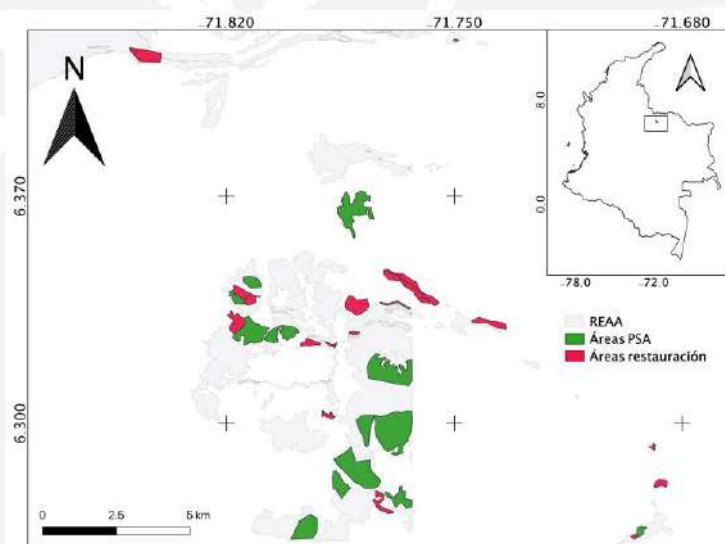 -71.820 -71.750 -71.680
N
8.0
6.370
0.0
-78.0 -72.0
REAA
Áreas PSA
Áreas restauración
6.300
0 2.5 5 km